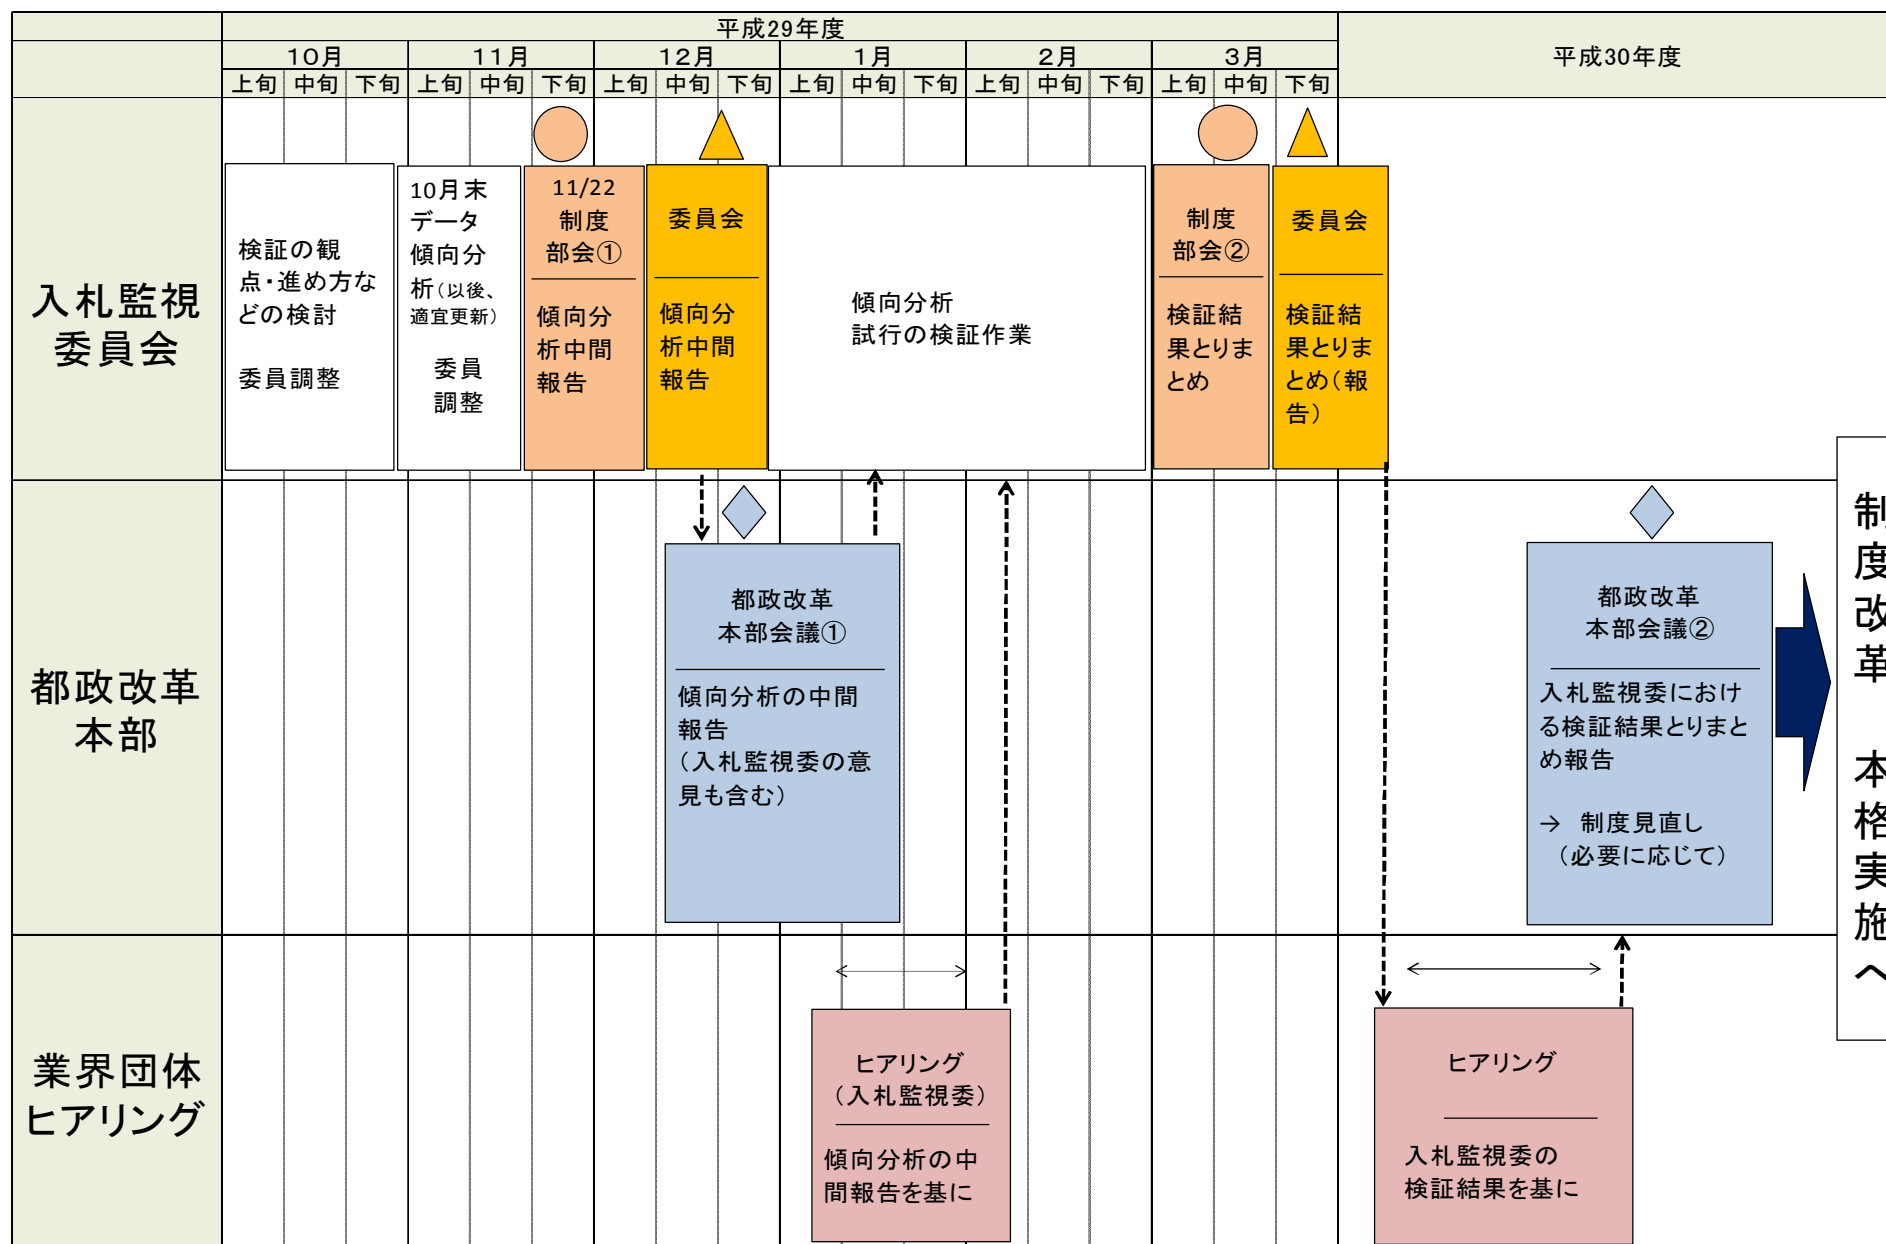 平成29年度
平成30年度
10月
11月
12月
1月
2月
3月
上旬
中旬
下旬
上旬
中旬
下旬
上旬
中旬
下旬
上旬
中旬
下旬
上旬
中旬
下旬
上旬
中旬
下旬
入札監視
委員会
検証の観
点・進め方な
どの検討
委員調整
10月末
データ
傾向分
析(以後、
適宜更新)
委員
調整
11/22
制度
部会①
傾向分
析中間
報告
委員会
傾向分
析中間
報告
傾向分析
試行の検証作業
制度
部会②
検証結
果とりま
とめ
委員会
検証結
果とりま
とめ(報
告)
都政改革
本部
都政改革
本部会議①
傾向分析の中間
報告
(入札監視委の意
見も含む)
都政改革
本部会議②
入札監視委におけ
る検証結果とりまと
め報告
→ 制度見直し
(必要に応じて)
制
度
改
革
本
格
実
施
へ
業界団体
ヒアリング
ヒアリング
(入札監視委)
傾向分析の中
間報告を基に
ヒアリング
入札監視委の
検証結果を基に